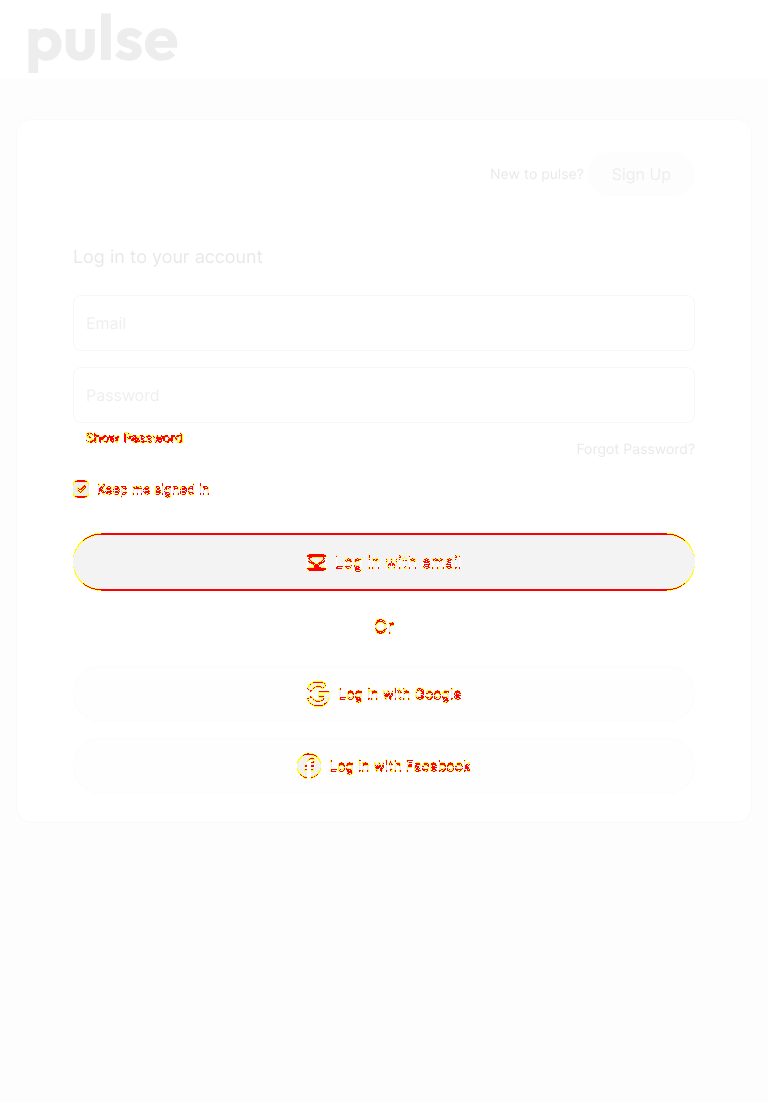 pulse
New to pulse? Sign Up
Log in to your account
Email
Password
Show Password
Forgot Password?
Keep me signed in
Log in with email
Or
Log in with Google
Log in with Facebook